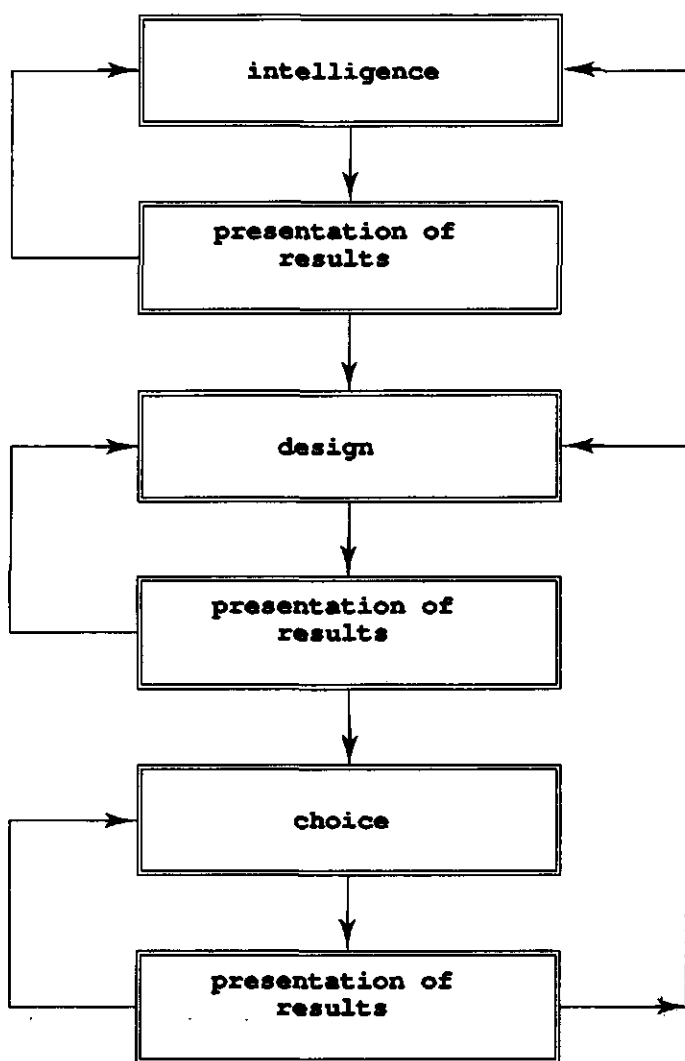 intelligence
presentation of
results
design
presentation of
results
choice
presentation of
results